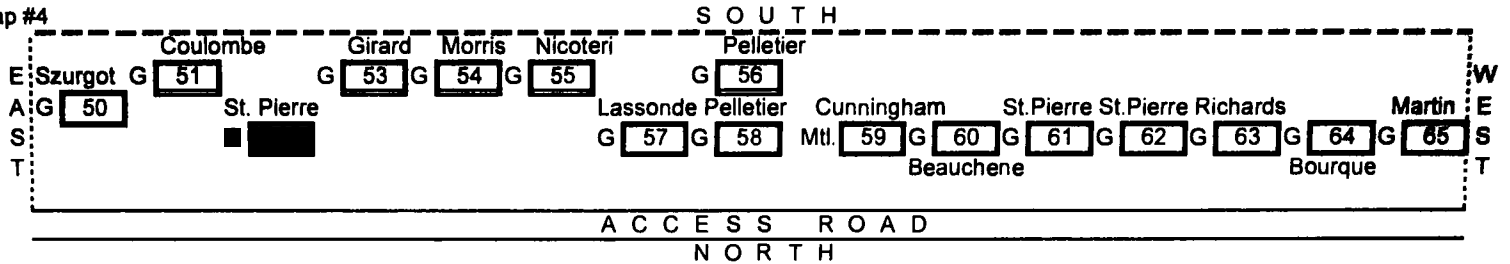 ap #4
S O U T H
Coulombe Girard Morris Nicoteri Pelletier
E Szurgot G 51 G 53 G 54 G 55 G 56 W
A G 50 St. Pierre Lassonde Pelletier Cunningham St.Pierre St.Pierre Richards Martin E
S G 57 G 58 Mtl. 59 G 60 G 61 G 62 G 63 G 64 G 65 S
T Beauchene Bourque T
A C C E S S R O A D
N O R T H